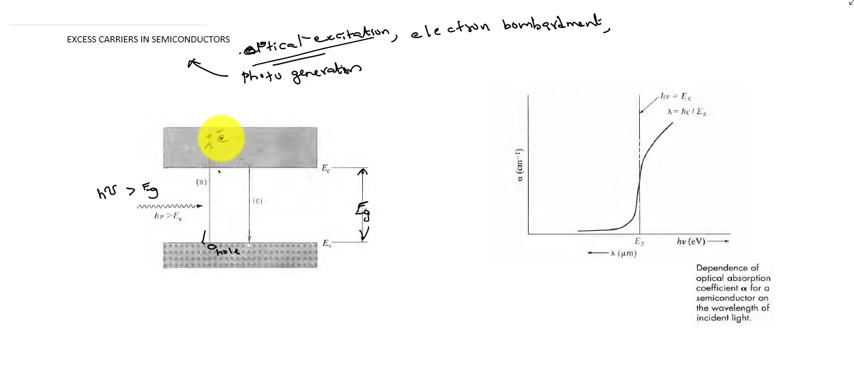 EXCESS CARRIERS IN SEMICONDUCTORS
optical excitation, electron bombardment,
photo generation
hν = Eg
λ = hc / Eg
α (cm⁻¹)
Ec
hν > Eg
(a)
(c)
Eg
hν > Eg
hole
Ev
Eg
hν (eV)
λ (μm)
Dependence of
optical absorption
coefficient α for a
semiconductor on
the wavelength of
incident light.